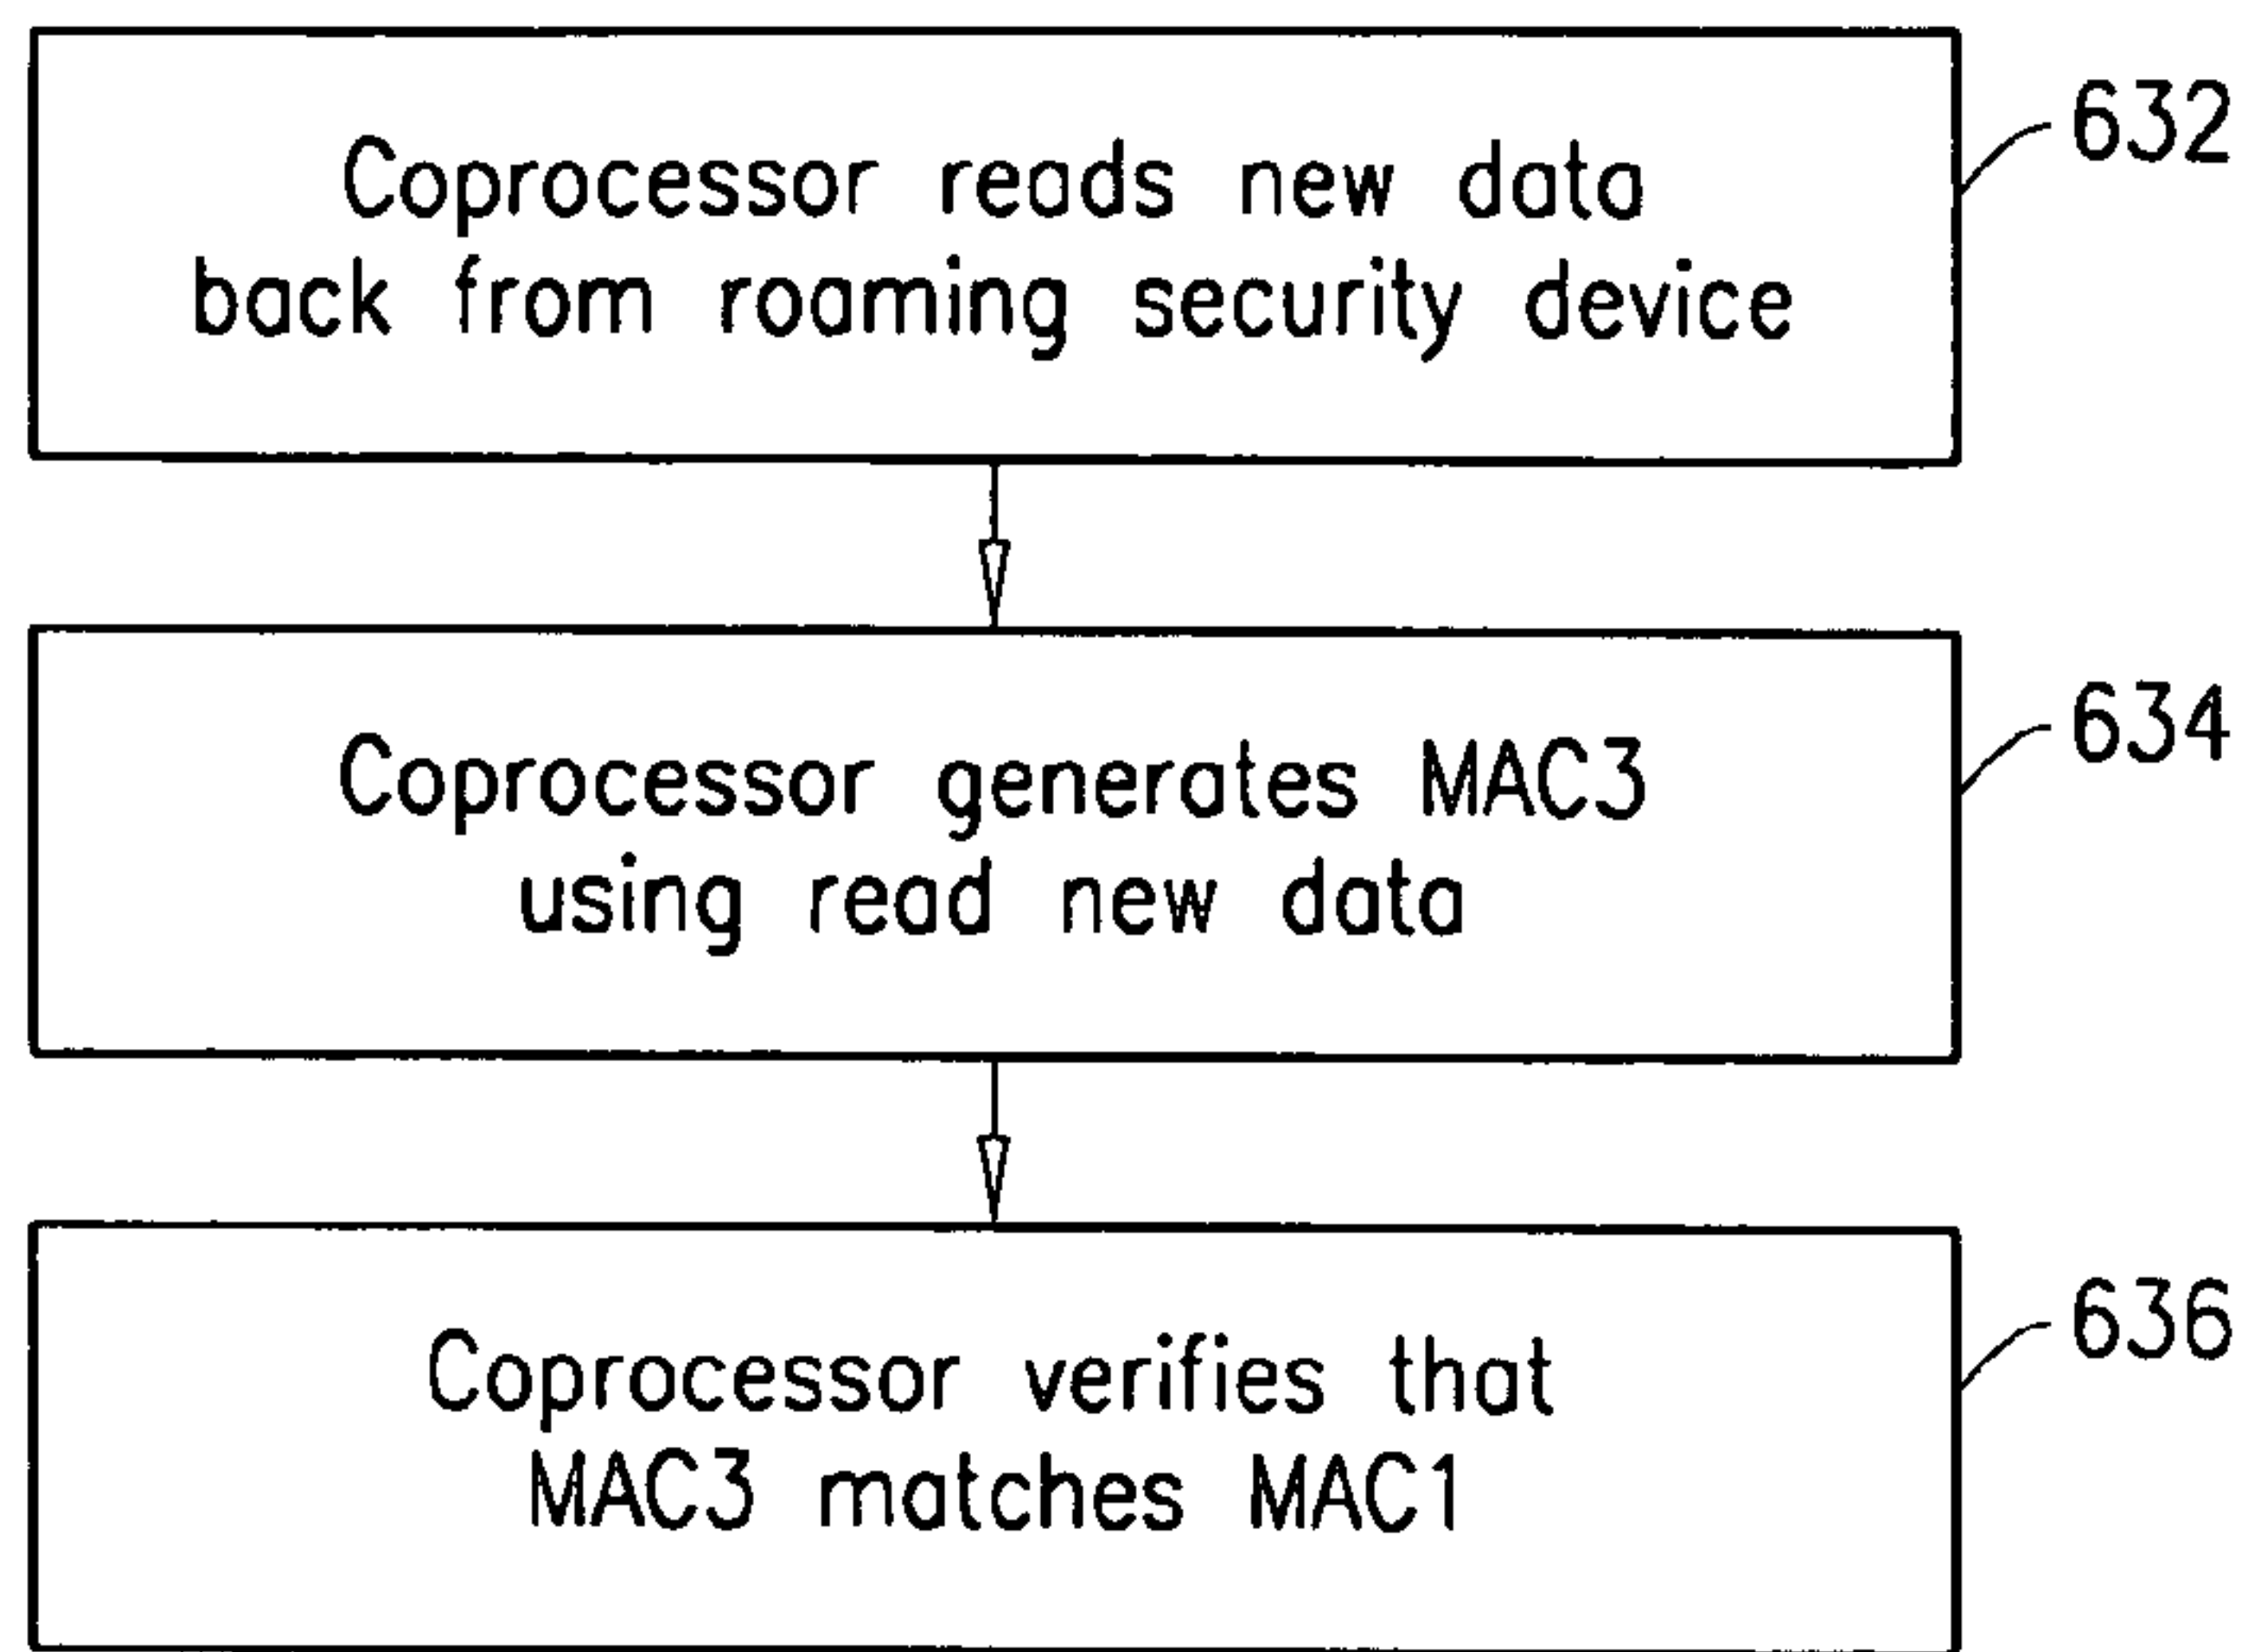 Coprocessor reads new data
back from roaming security device
632
Coprocessor generates MAC3
using read new data
634
Coprocessor verifies that
MAC3 matches MAC1
636